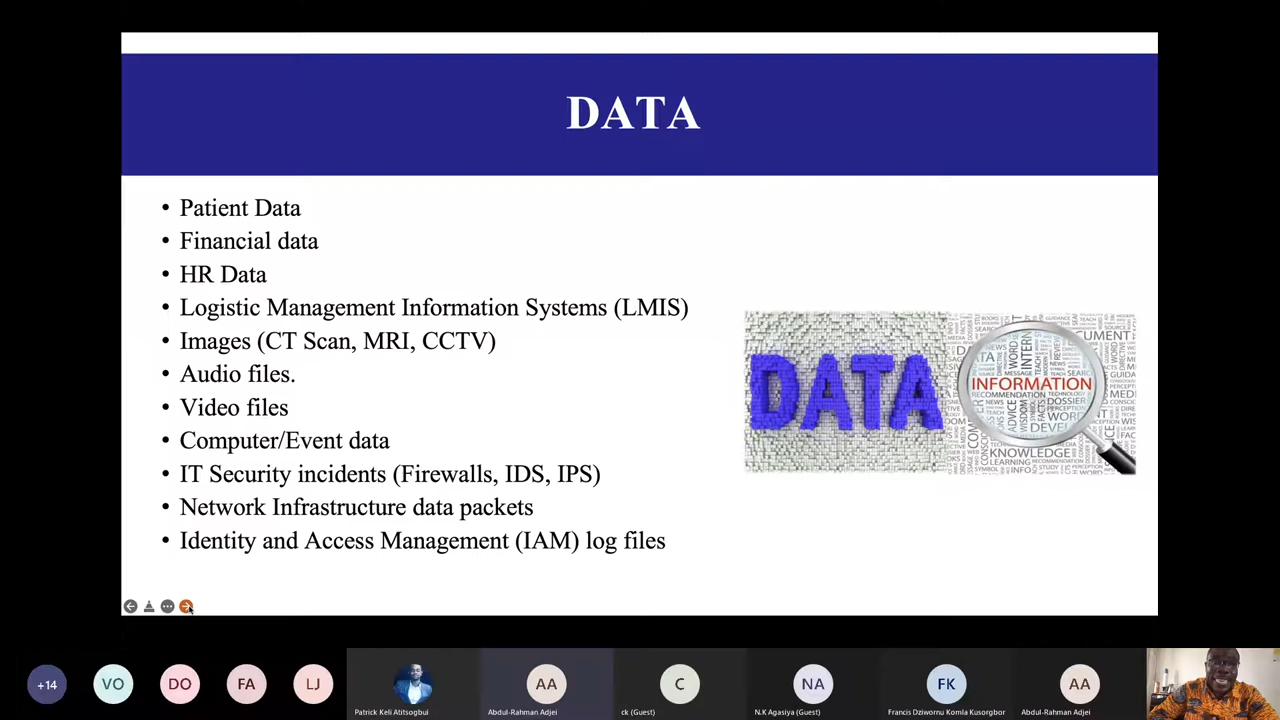 DATA
• Patient Data
• Financial data
• HR Data
• Logistic Management Information Systems (LMIS)
• Images (CT Scan, MRI, CCTV)
• Audio files.
• Video files
• Computer/Event data
• IT Security incidents (Firewalls, IDS, IPS)
• Network Infrastructure data packets
• Identity and Access Management (IAM) log files
DATA
INFORMATION
RECOMMENDATION
KNOWLEDGE
LEARNING
+14
VO
DO
FA
LJ
Patrick Keli Atitsogbui
AA
Abdul-Rahman Adjei
C
ck (Guest)
NA
N.K Agasiya (Guest)
FK
Francis Dziwornu Komla Kusorgbor
AA
Abdul-Rahman Adjei